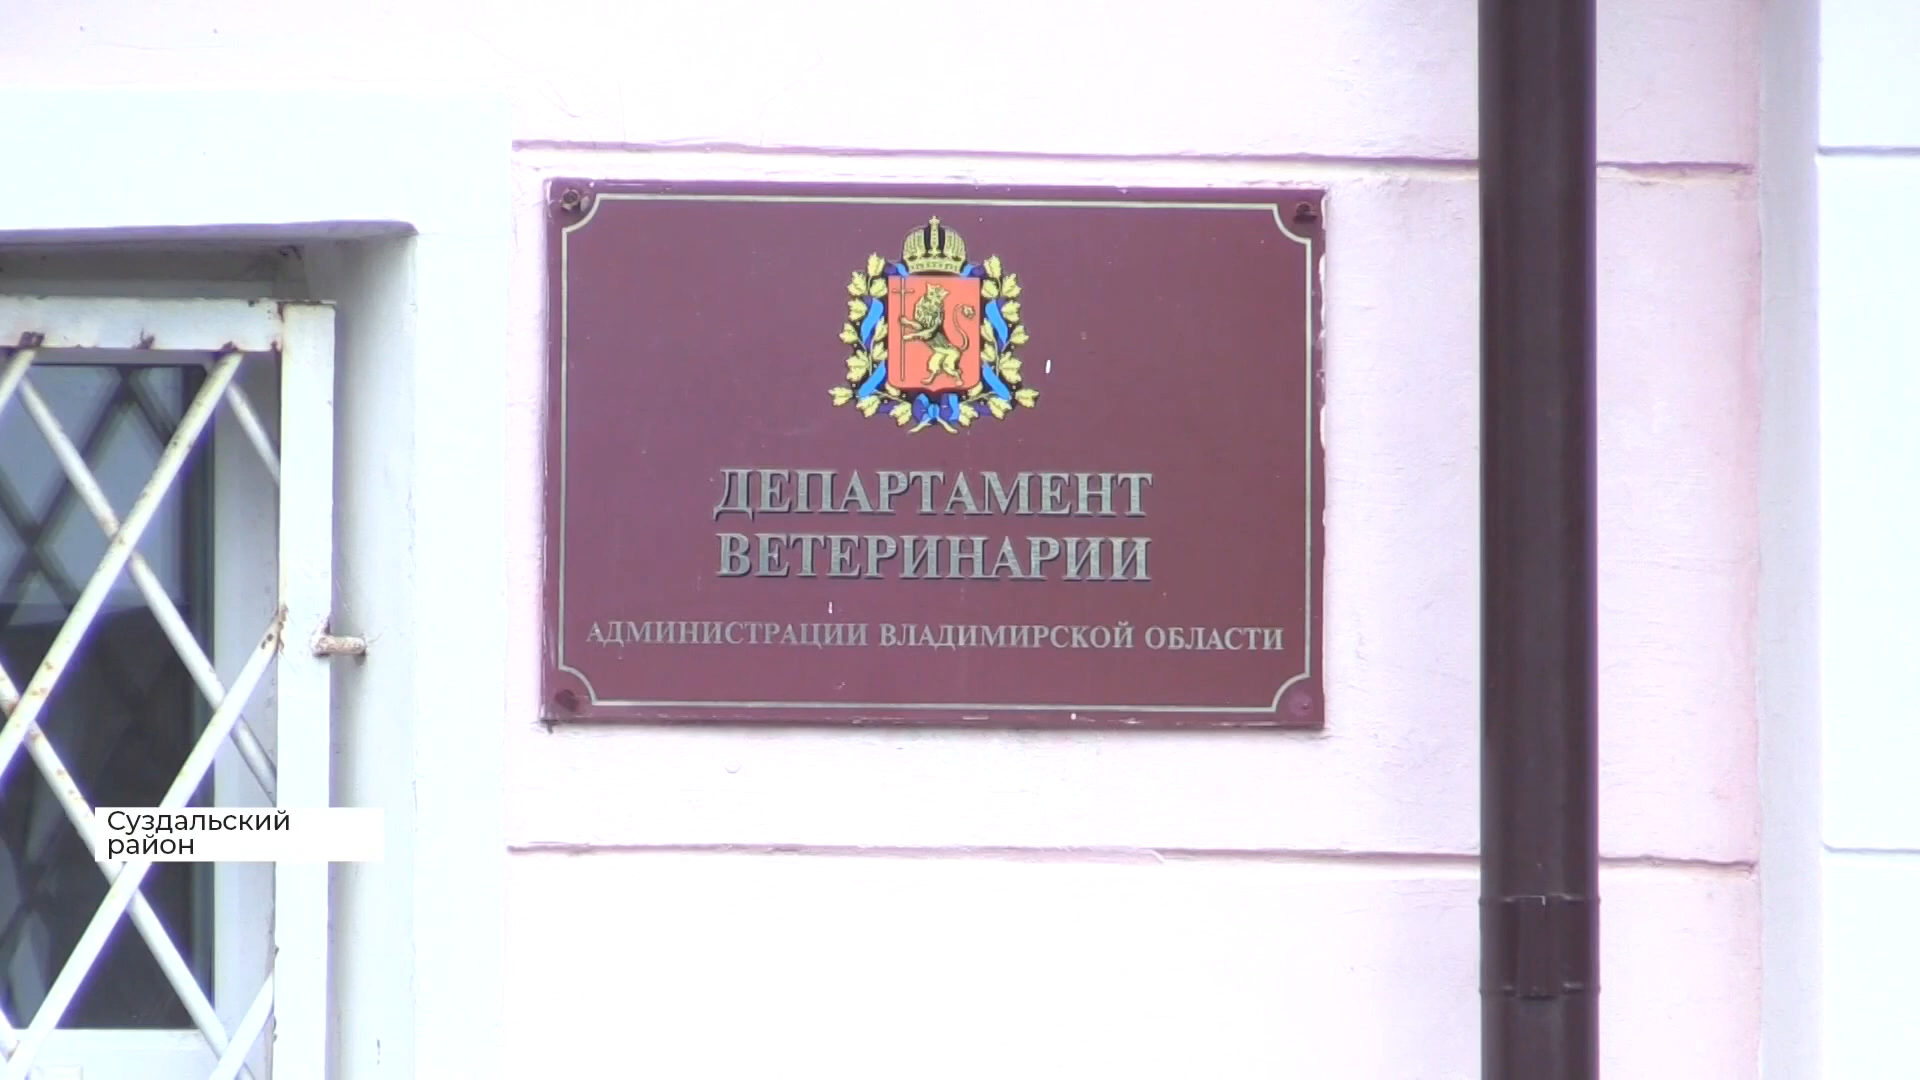 ДЕПАРТАМЕНТ
ВЕТЕРИНАРИИ
АДМИНИСТРАЦИИ ВЛАДИМИРСКОЙ ОБЛАСТИ
Суздальский
район